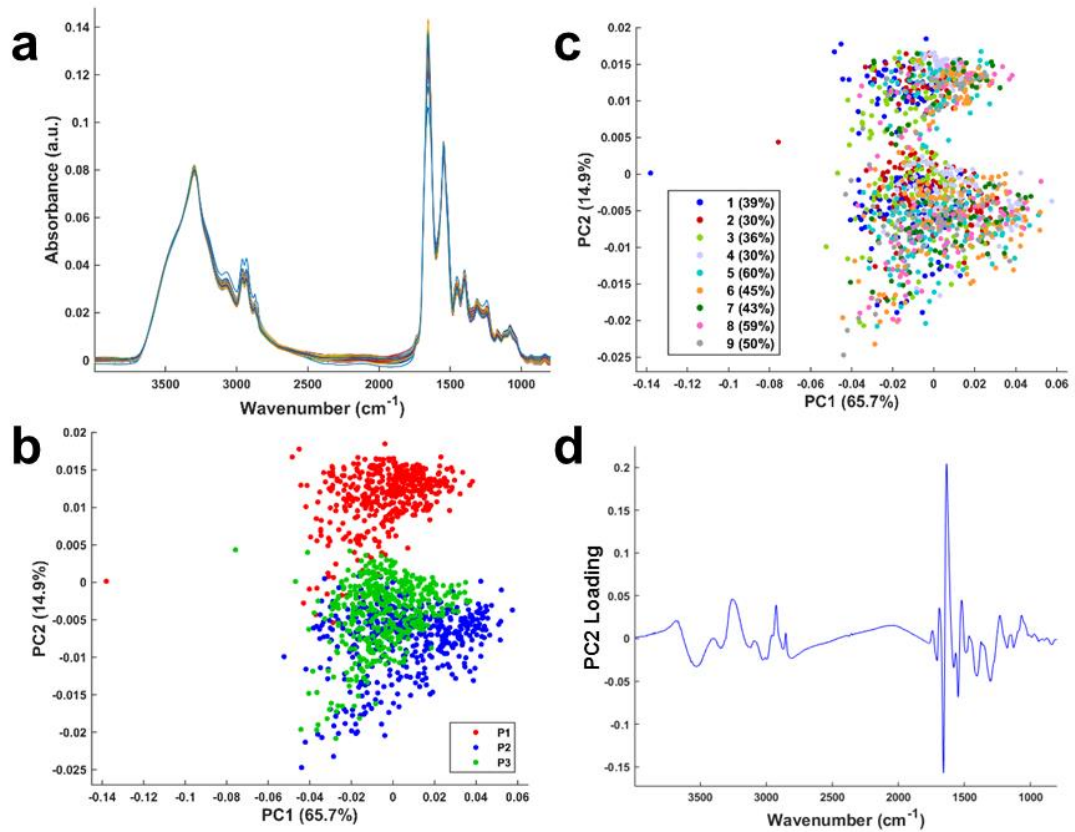 a
0.14
0.12
0.1
0.08
0.06
0.04
0.02
0
Absorbance (a.u.)
3500 3000 2500 2000 1500 1000
Wavenumber (cm-1)
c
0.02
0.015
0.01
0.005
0
-0.005
-0.01
-0.015
-0.02
-0.025
PC2 (14.9%)
1 (39%)
2 (30%)
3 (36%)
4 (30%)
5 (60%)
6 (45%)
7 (43%)
8 (59%)
9 (50%)
-0.14 -0.12 -0.1 -0.08 -0.06 -0.04 -0.02 0 0.02 0.04 0.06
PC1 (65.7%)
b
0.02
0.015
0.01
0.005
0
-0.005
-0.01
-0.015
-0.02
-0.025
PC2 (14.9%)
P1
P2
P3
-0.14 -0.12 -0.1 -0.08 -0.06 -0.04 -0.02 0 0.02 0.04 0.06
PC1 (65.7%)
d
0.2
0.15
0.1
0.05
0
-0.05
-0.1
-0.15
PC2 Loading
3500 3000 2500 2000 1500 1000
Wavenumber (cm-1)